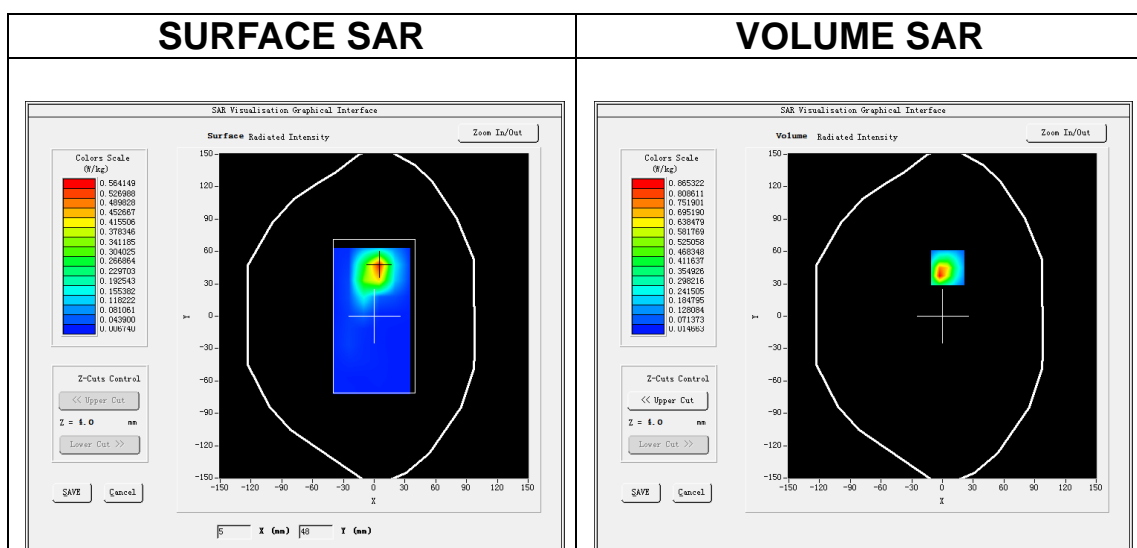 SURFACE SAR
VOLUME SAR
SAR Visualisation Graphical Interface
Surface Radiated Intensity
Zoom In/Out
Colors Scale
(W/kg)
0.564149
0.526988
0.489828
0.452667
0.415506
0.378346
0.341185
0.304025
0.266864
0.229703
0.192543
0.155382
0.118222
0.081061
0.043900
0.006740
Z-Cuts Control
<< Upper Cut
Z = 4.0 mm
Lower Cut >>
SAVE
Cancel
150
120
90
60
30
0
-30
-60
-90
-120
-150
Y
-150 -120 -90 -60 -30 0 30 60 90 120 150
X
5 X (mm) 48 Y (mm)
SAR Visualisation Graphical Interface
Volume Radiated Intensity
Zoom In/Out
Colors Scale
(W/kg)
0.865322
0.808611
0.751901
0.695190
0.638479
0.581769
0.525058
0.468348
0.411637
0.354926
0.298216
0.241505
0.184795
0.128084
0.071373
0.014663
Z-Cuts Control
<< Upper Cut
Z = 4.0 mm
Lower Cut >>
SAVE
Cancel
150
120
90
60
30
0
-30
-60
-90
-120
-150
Y
-150 -120 -90 -60 -30 0 30 60 90 120 150
X